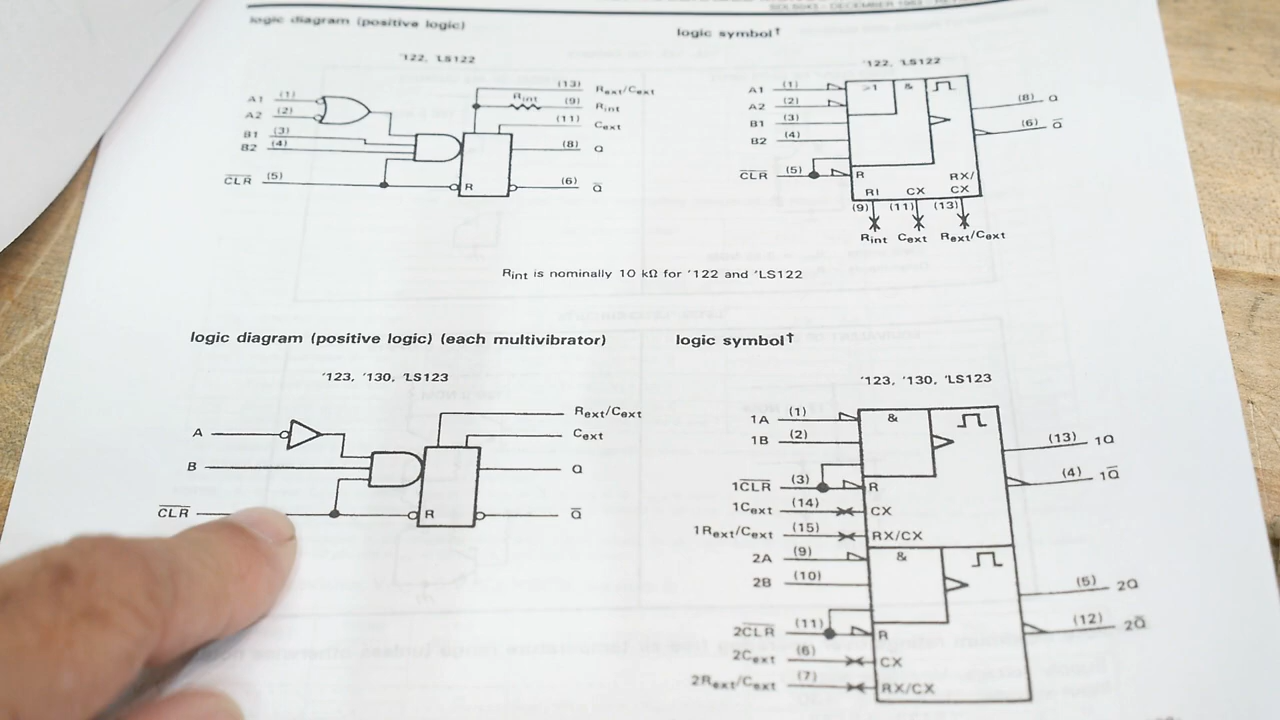 SDLS043 - DECEMBER 1983 - RE
logic diagram (positive logic)
'122, 'LS122
A1 (1)
A2 (2)
B1 (3)
B2 (4)
CLR (5)
R
(13) Rext/Cext
Rint (9) Rint
(11) Cext
(8) Q
(6) Q̅
logic symbol†
'122, 'LS122
A1 (1)
A2 (2)
B1 (3)
B2 (4)
CLR (5)
≥1 &
R
RX/
RI CX CX
(8) Q
(6) Q̅
(9) (11) (13)
Rint Cext Rext/Cext
Rint is nominally 10 kΩ for '122 and 'LS122
logic diagram (positive logic) (each multivibrator)
'123, '130, 'LS123
A
B
CLR
R
Rext/Cext
Cext
Q
Q̅
logic symbol†
'123, '130, 'LS123
1A (1)
1B (2)
1CLR (3)
1Cext (14)
1Rext/Cext (15)
2A (9)
2B (10)
2CLR (11)
2Cext (6)
2Rext/Cext (7)
&
R
CX
RX/CX
&
R
CX
RX/CX
(13) 1Q
(4) 1Q̅
(5) 2Q
(12) 2Q̅